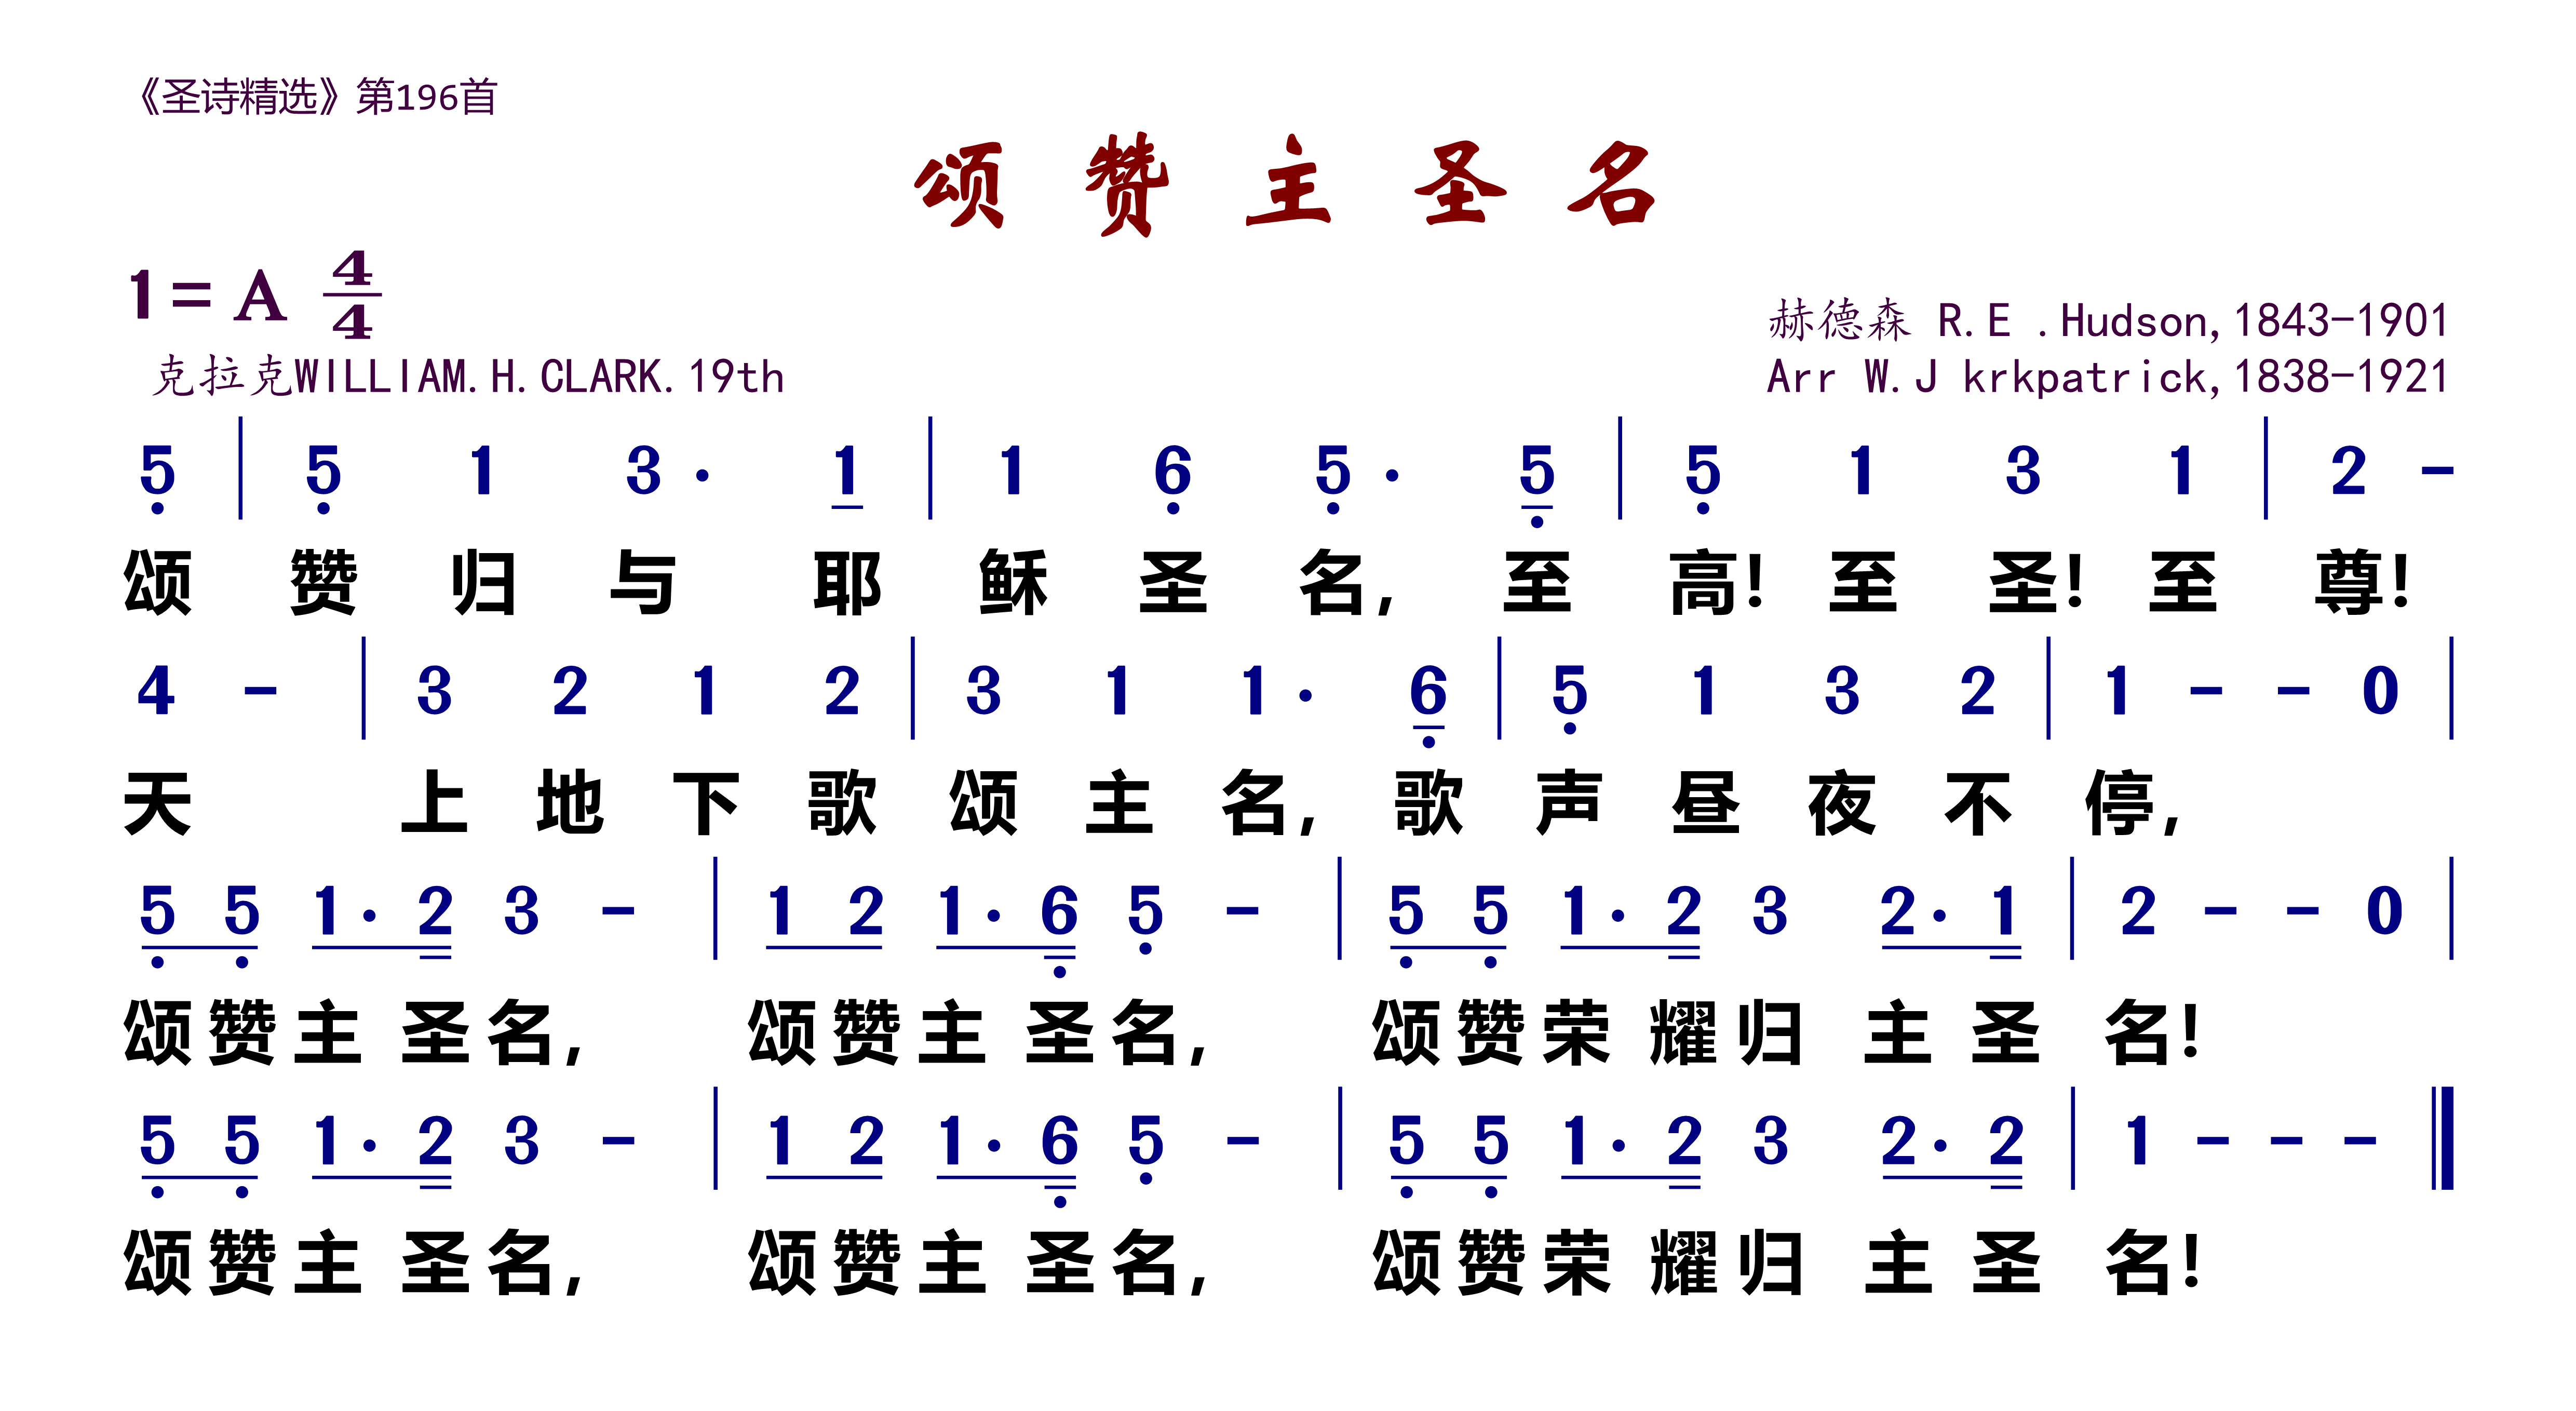 《圣诗精选》第196首
颂 赞 主 圣 名
1= A 4/4
赫德森 R.E .Hudson,1843-1901
克拉克WILLIAM.H.CLARK.19th
Arr W.J krkpatrick,1838-1921
5 | 5 1 3 · 1 | 1 6 5 · 5 | 5 1 3 1 | 2 -
颂 赞 归 与 耶 稣 圣 名, 至 高! 至 圣! 至 尊!
4 - | 3 2 1 2 | 3 1 1 · 6 | 5 1 3 2 | 1 - - 0 |
天 上 地 下 歌 颂 主 名, 歌 声 昼 夜 不 停,
5 5 1 · 2 3 - | 1 2 1 · 6 5 - | 5 5 1 · 2 3 2 · 1 | 2 - - 0 |
颂 赞 主 圣 名, 颂 赞 主 圣 名, 颂 赞 荣 耀 归 主 圣 名!
5 5 1 · 2 3 - | 1 2 1 · 6 5 - | 5 5 1 · 2 3 2 · 2 | 1 - - - ‖
颂 赞 主 圣 名, 颂 赞 主 圣 名, 颂 赞 荣 耀 归 主 圣 名!